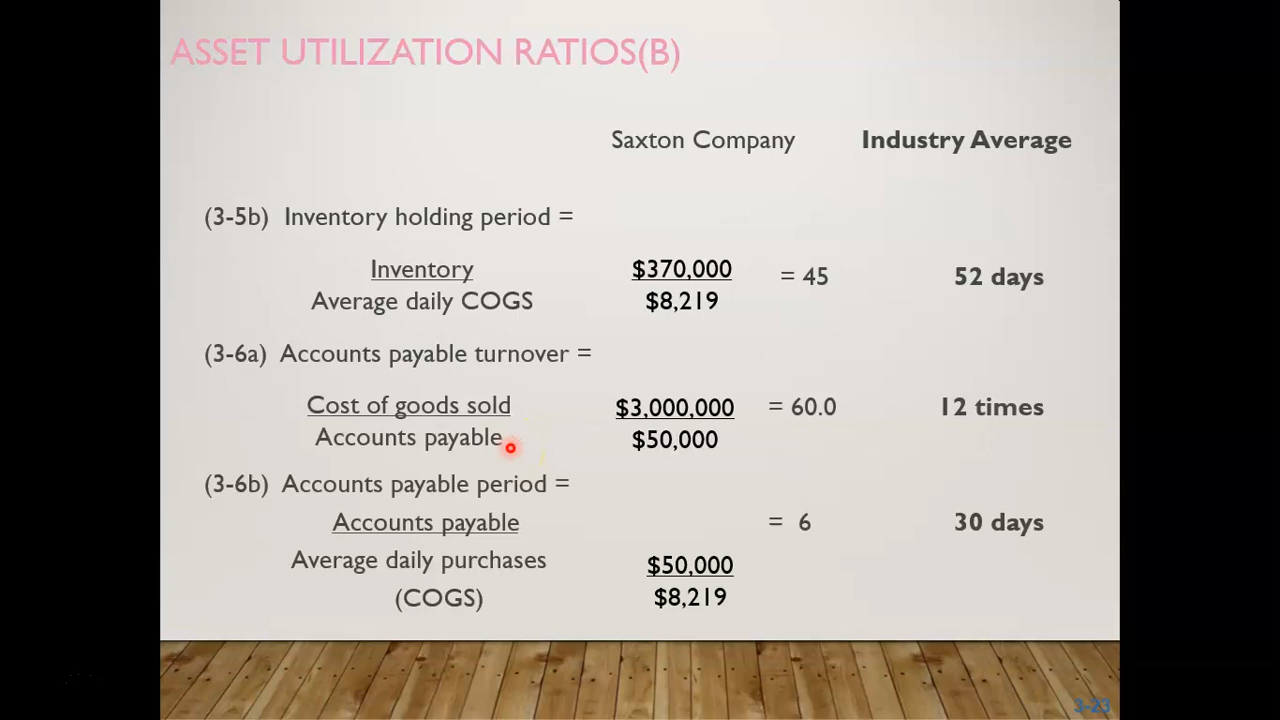 ASSET UTILIZATION RATIOS(B)
Saxton Company Industry Average
(3-5b) Inventory holding period =
Inventory $370,000 = 45 52 days
Average daily COGS $8,219
(3-6a) Accounts payable turnover =
Cost of goods sold $3,000,000 = 60.0 12 times
Accounts payable $50,000
(3-6b) Accounts payable period =
Accounts payable = 6 30 days
Average daily purchases $50,000
(COGS) $8,219
3-23